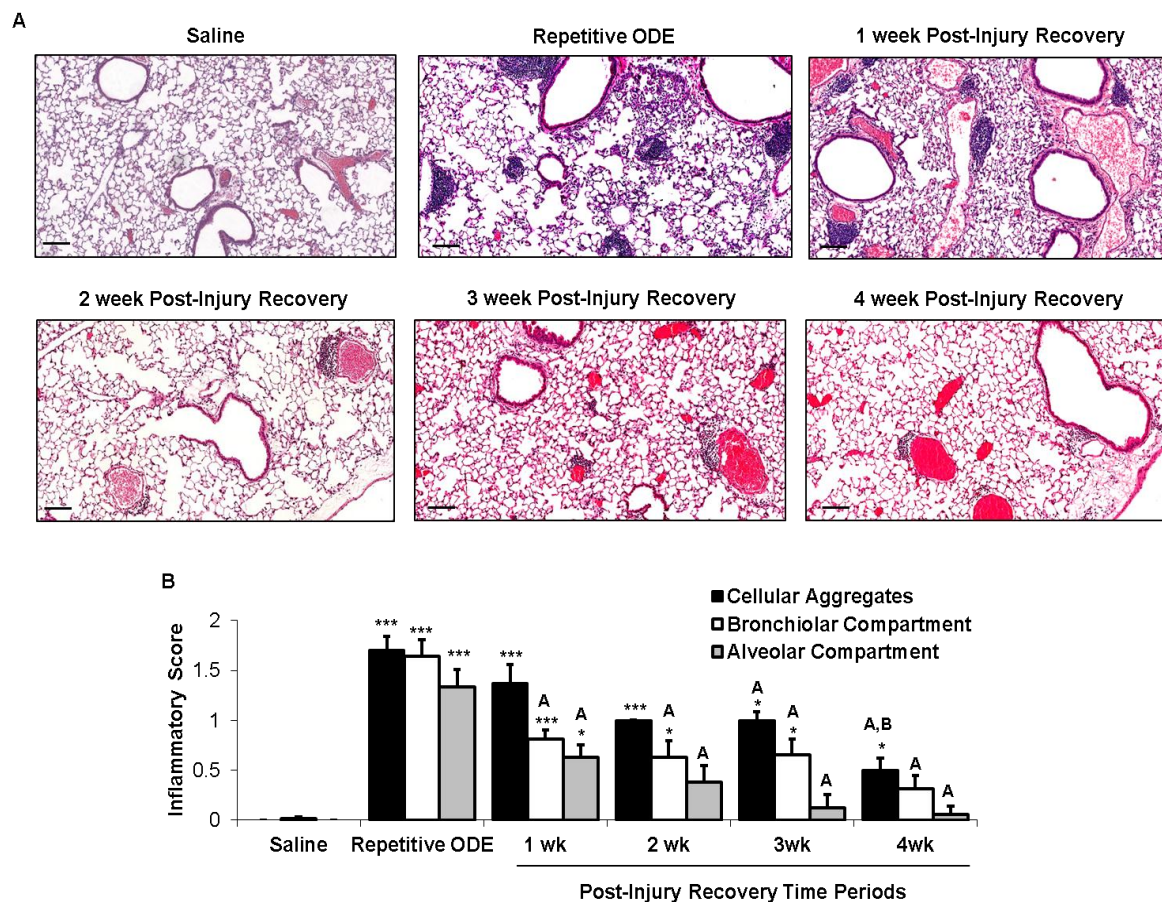 A
Saline
Repetitive ODE
1 week Post-Injury Recovery
2 week Post-Injury Recovery
3 week Post-Injury Recovery
4 week Post-Injury Recovery
B
Cellular Aggregates
Bronchiolar Compartment
Alveolar Compartment
Inflammatory Score
2
1.5
1
0.5
0
*** *** ***
***
A
***
A
*
***
A
*
A
A
*
A
*
A
A,B
*
A
A
Saline
Repetitive ODE
1 wk
2 wk
3wk
4wk
Post-Injury Recovery Time Periods